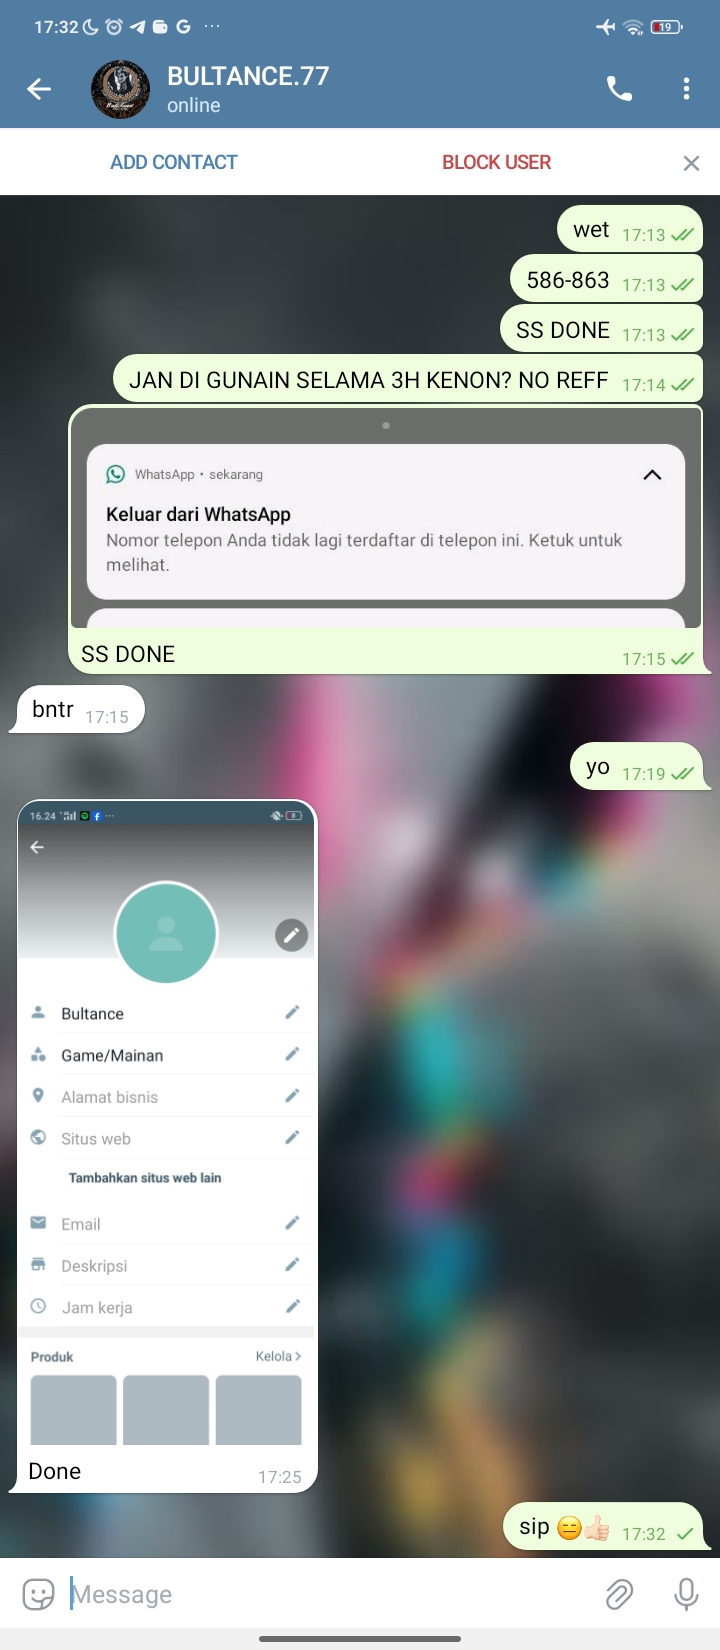 17:32
19
BULTANCE.77
online
ADD CONTACT
BLOCK USER
wet 17:13
586-863 17:13
SS DONE 17:13
JAN DI GUNAIN SELAMA 3H KENON? NO REFF 17:14
WhatsApp • sekarang
Keluar dari WhatsApp
Nomor telepon Anda tidak lagi terdaftar di telepon ini. Ketuk untuk
melihat.
SS DONE 17:15
bntr 17:15
yo 17:19
16.24
Bultance
Game/Mainan
Alamat bisnis
Situs web
Tambahkan situs web lain
Email
Deskripsi
Jam kerja
Produk
Kelola
Done 17:25
sip 😑👍🏻 17:32
Message